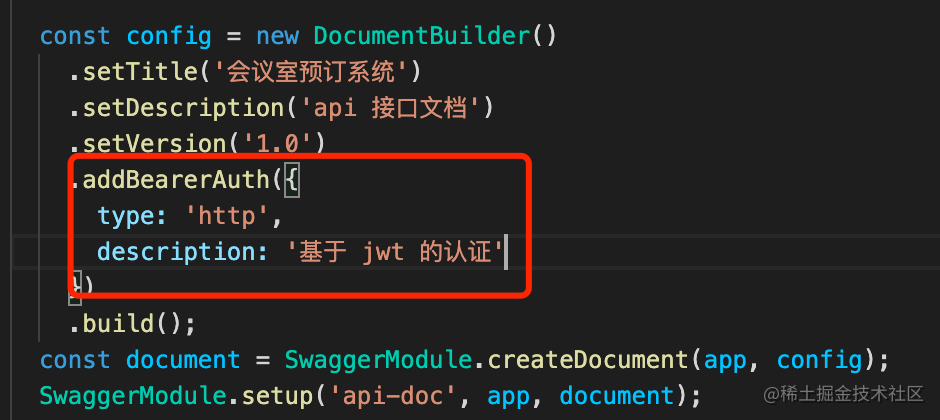 const config = new DocumentBuilder()
  .setTitle('会议室预订系统')
  .setDescription('api 接口文档')
  .setVersion('1.0')
  .addBearerAuth({
    type: 'http',
    description: '基于 jwt 的认证'
  })
  .build();
const document = SwaggerModule.createDocument(app, config);
SwaggerModule.setup('api-doc', app, document);
@稀土掘金技术社区